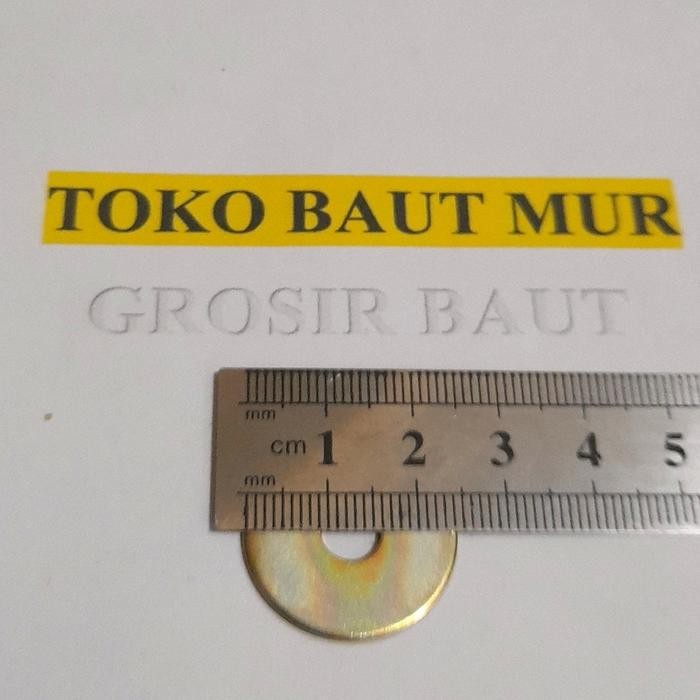 TOKO BAUT MUR
GROSIR BAUT
mm
cm 1 2 3 4 5
mm